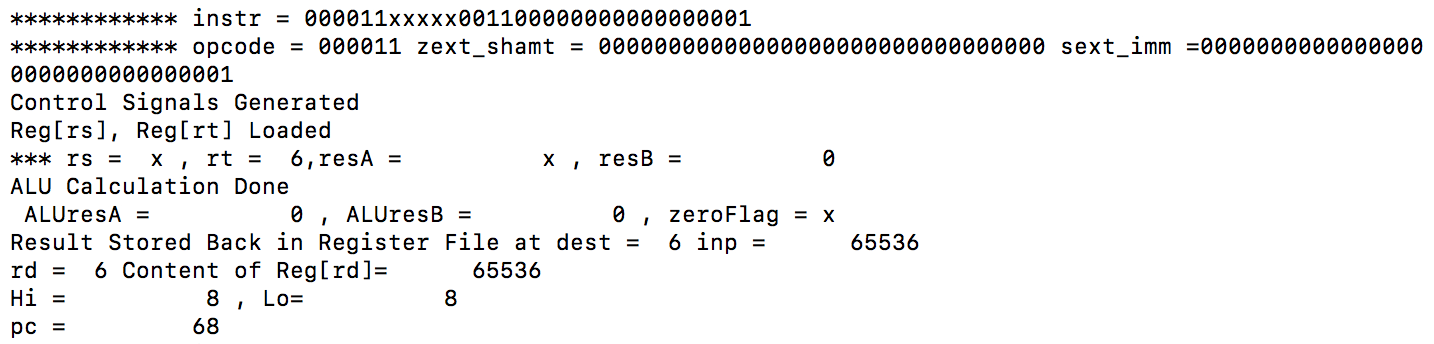 ************ instr = 000011xxxxx001100000000000000001
************ opcode = 000011 zext_shamt = 00000000000000000000000000000000 sext_imm =0000000000000000
0000000000000001
Control Signals Generated
Reg[rs], Reg[rt] Loaded
*** rs =  x , rt =  6,resA =          x , resB =          0
ALU Calculation Done
 ALUresA =          0 , ALUresB =          0 , zeroFlag = x
Result Stored Back in Register File at dest =  6 inp =      65536
rd =  6 Content of Reg[rd]=      65536
Hi =          8 , Lo=          8
pc =         68